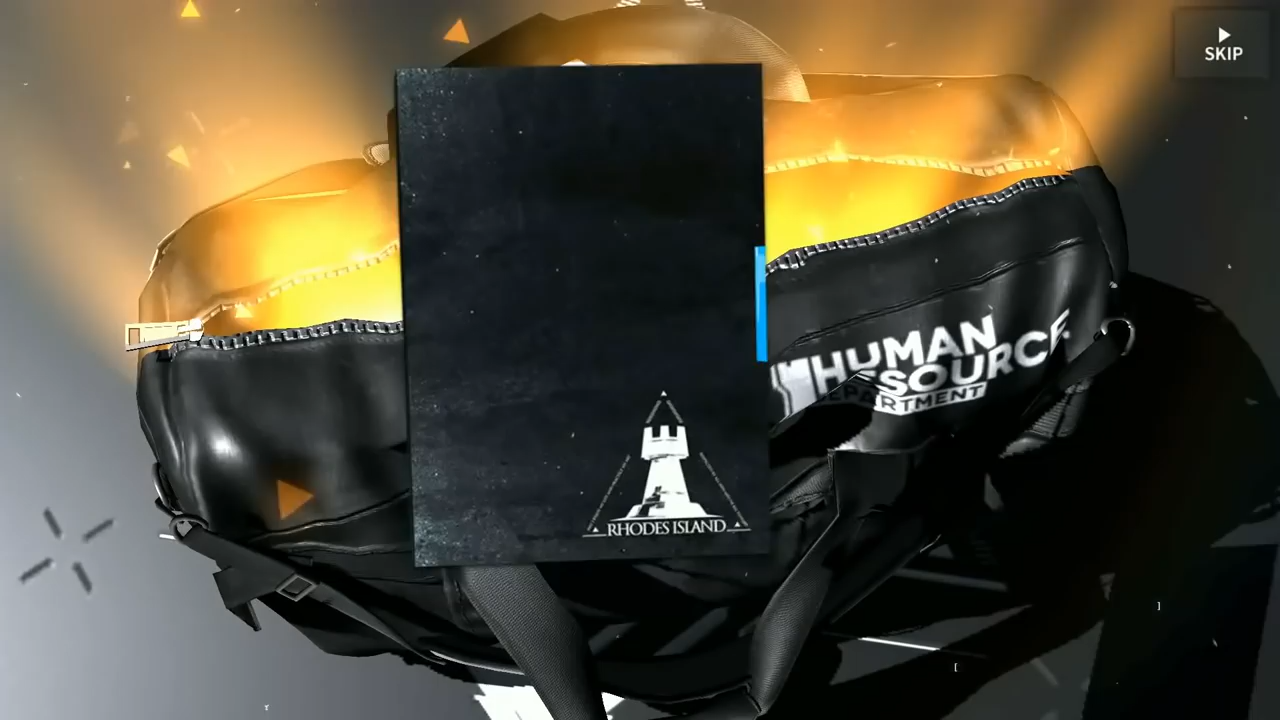 SKIP
HUMAN
RESOURCE
DEPARTMENT
RHODES ISLAND